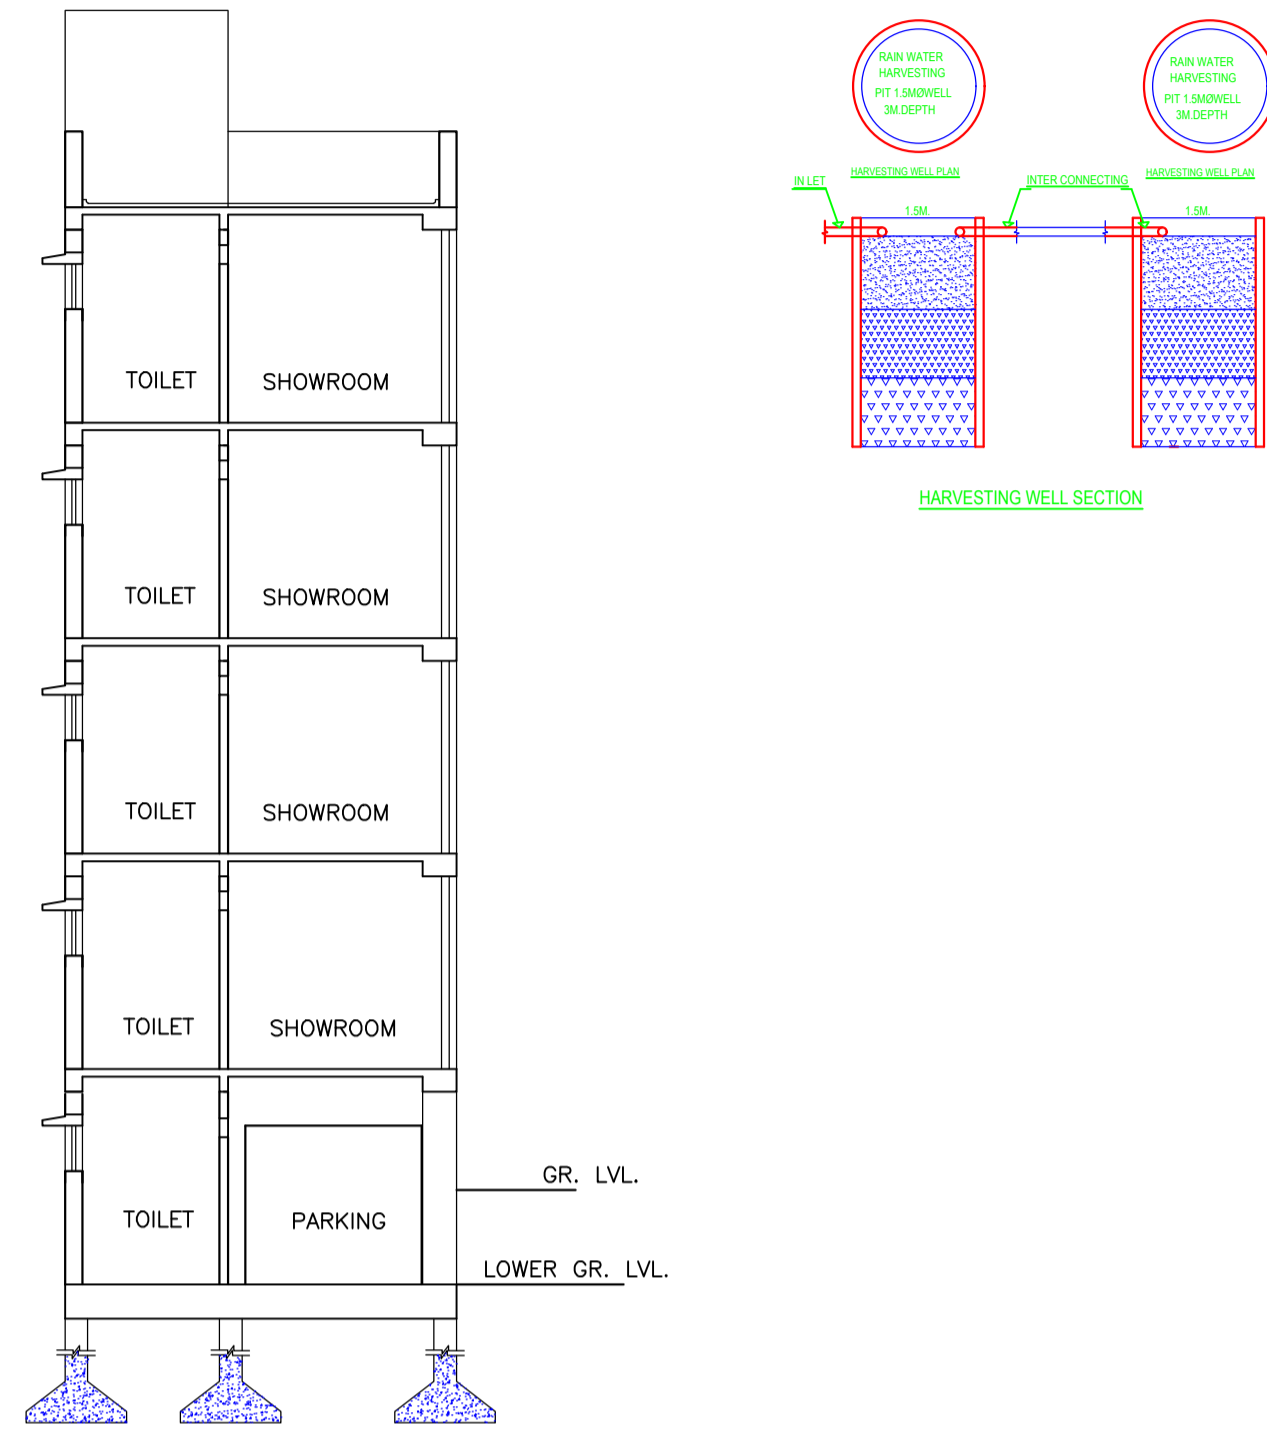 RAIN WATER
HARVESTING
PIT 1.5MØWELL
3M.DEPTH
HARVESTING WELL PLAN
RAIN WATER
HARVESTING
PIT 1.5MØWELL
3M.DEPTH
HARVESTING WELL PLAN
IN LET
INTER CONNECTING
1.5M.
1.5M.
HARVESTING WELL SECTION
TOILET SHOWROOM
TOILET SHOWROOM
TOILET SHOWROOM
TOILET SHOWROOM
GR. LVL.
TOILET PARKING
LOWER GR. LVL.